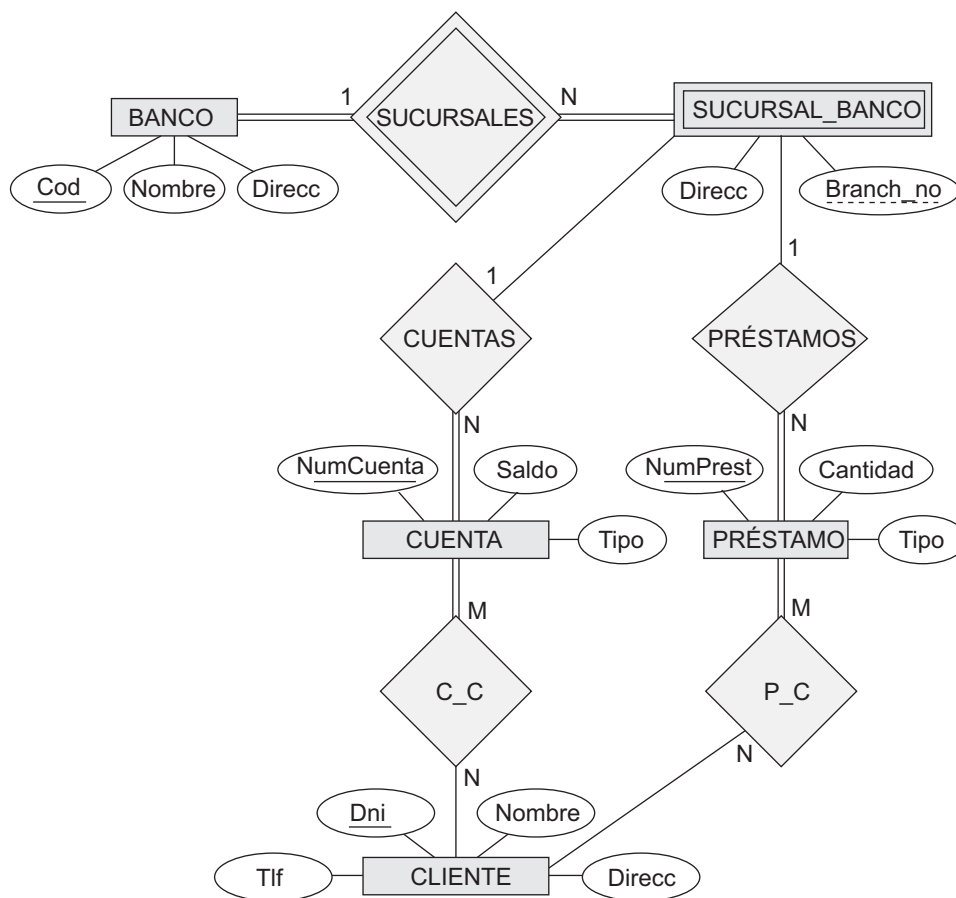 1
N
BANCO
SUCURSALES
SUCURSAL_BANCO
Cod
Nombre
Direcc
Direcc
Branch_no
1
1
CUENTAS
PRÉSTAMOS
N
N
NumCuenta
Saldo
NumPrest
Cantidad
CUENTA
Tipo
PRÉSTAMO
Tipo
M
M
C_C
P_C
N
N
Dni
Nombre
Tlf
CLIENTE
Direcc